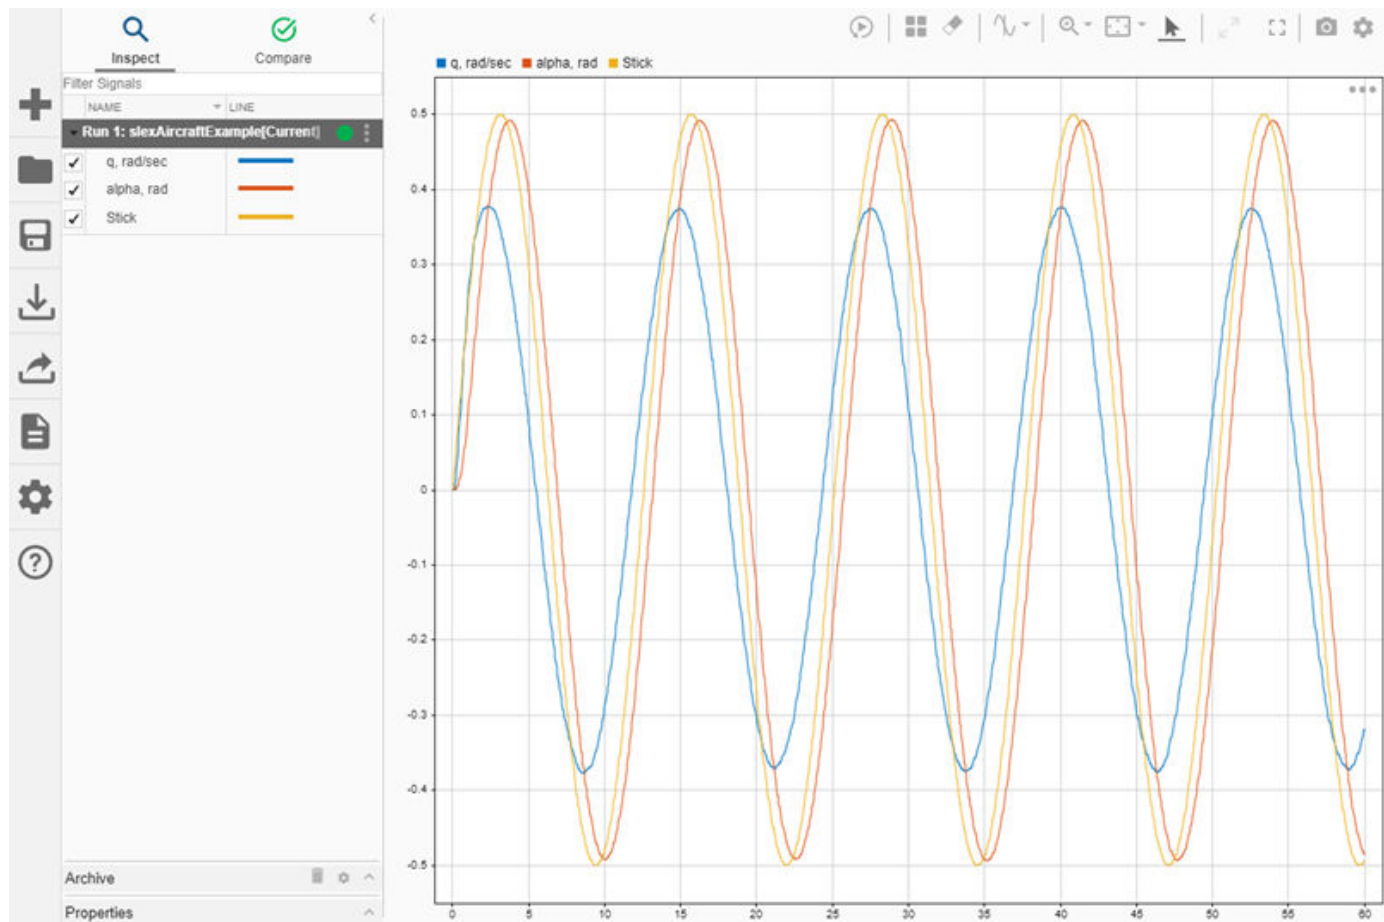 Inspect
Compare
Filter Signals
NAME
LINE
Run 1: slexAircraftExample[Current]
q, rad/sec
alpha, rad
Stick
Archive
Properties
q, rad/sec alpha, rad Stick
0.5
0.4
0.3
0.2
0.1
0
-0.1
-0.2
-0.3
-0.4
-0.5
0 5 10 15 20 25 30 35 40 45 50 55 60